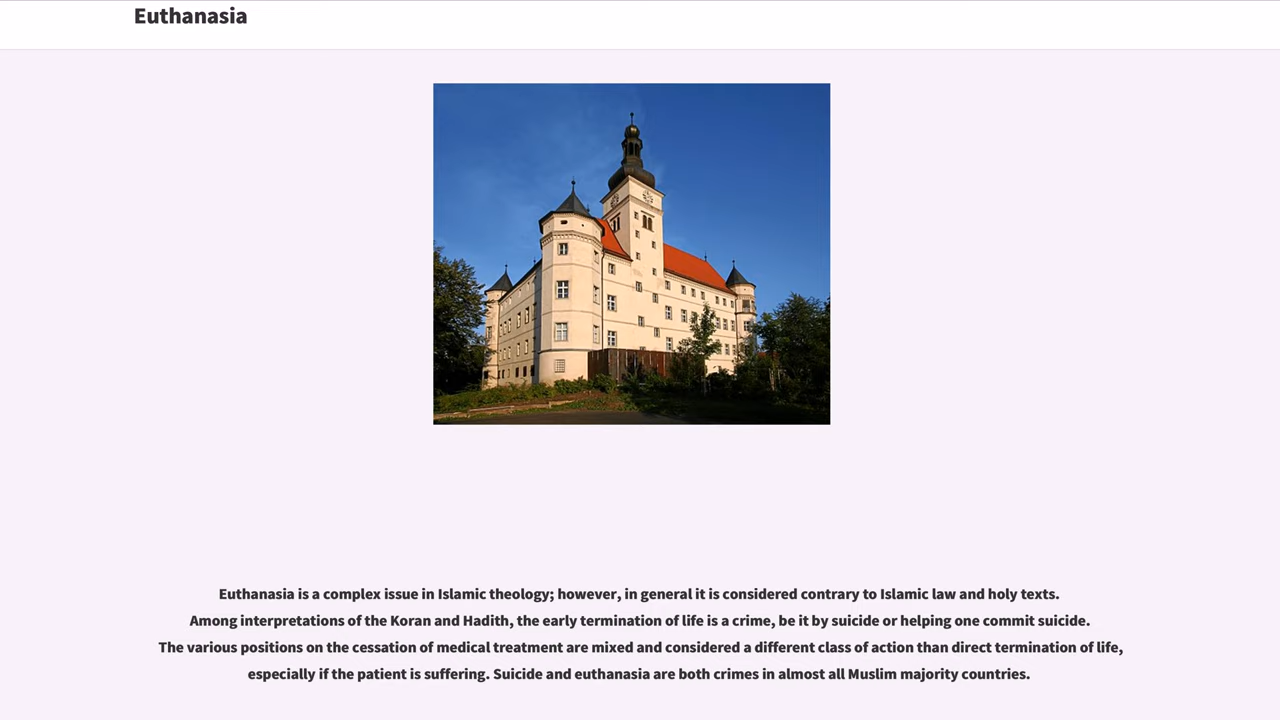 Euthanasia
Euthanasia is a complex issue in Islamic theology; however, in general it is considered contrary to Islamic law and holy texts.
Among interpretations of the Koran and Hadith, the early termination of life is a crime, be it by suicide or helping one commit suicide.
The various positions on the cessation of medical treatment are mixed and considered a different class of action than direct termination of life,
especially if the patient is suffering. Suicide and euthanasia are both crimes in almost all Muslim majority countries.